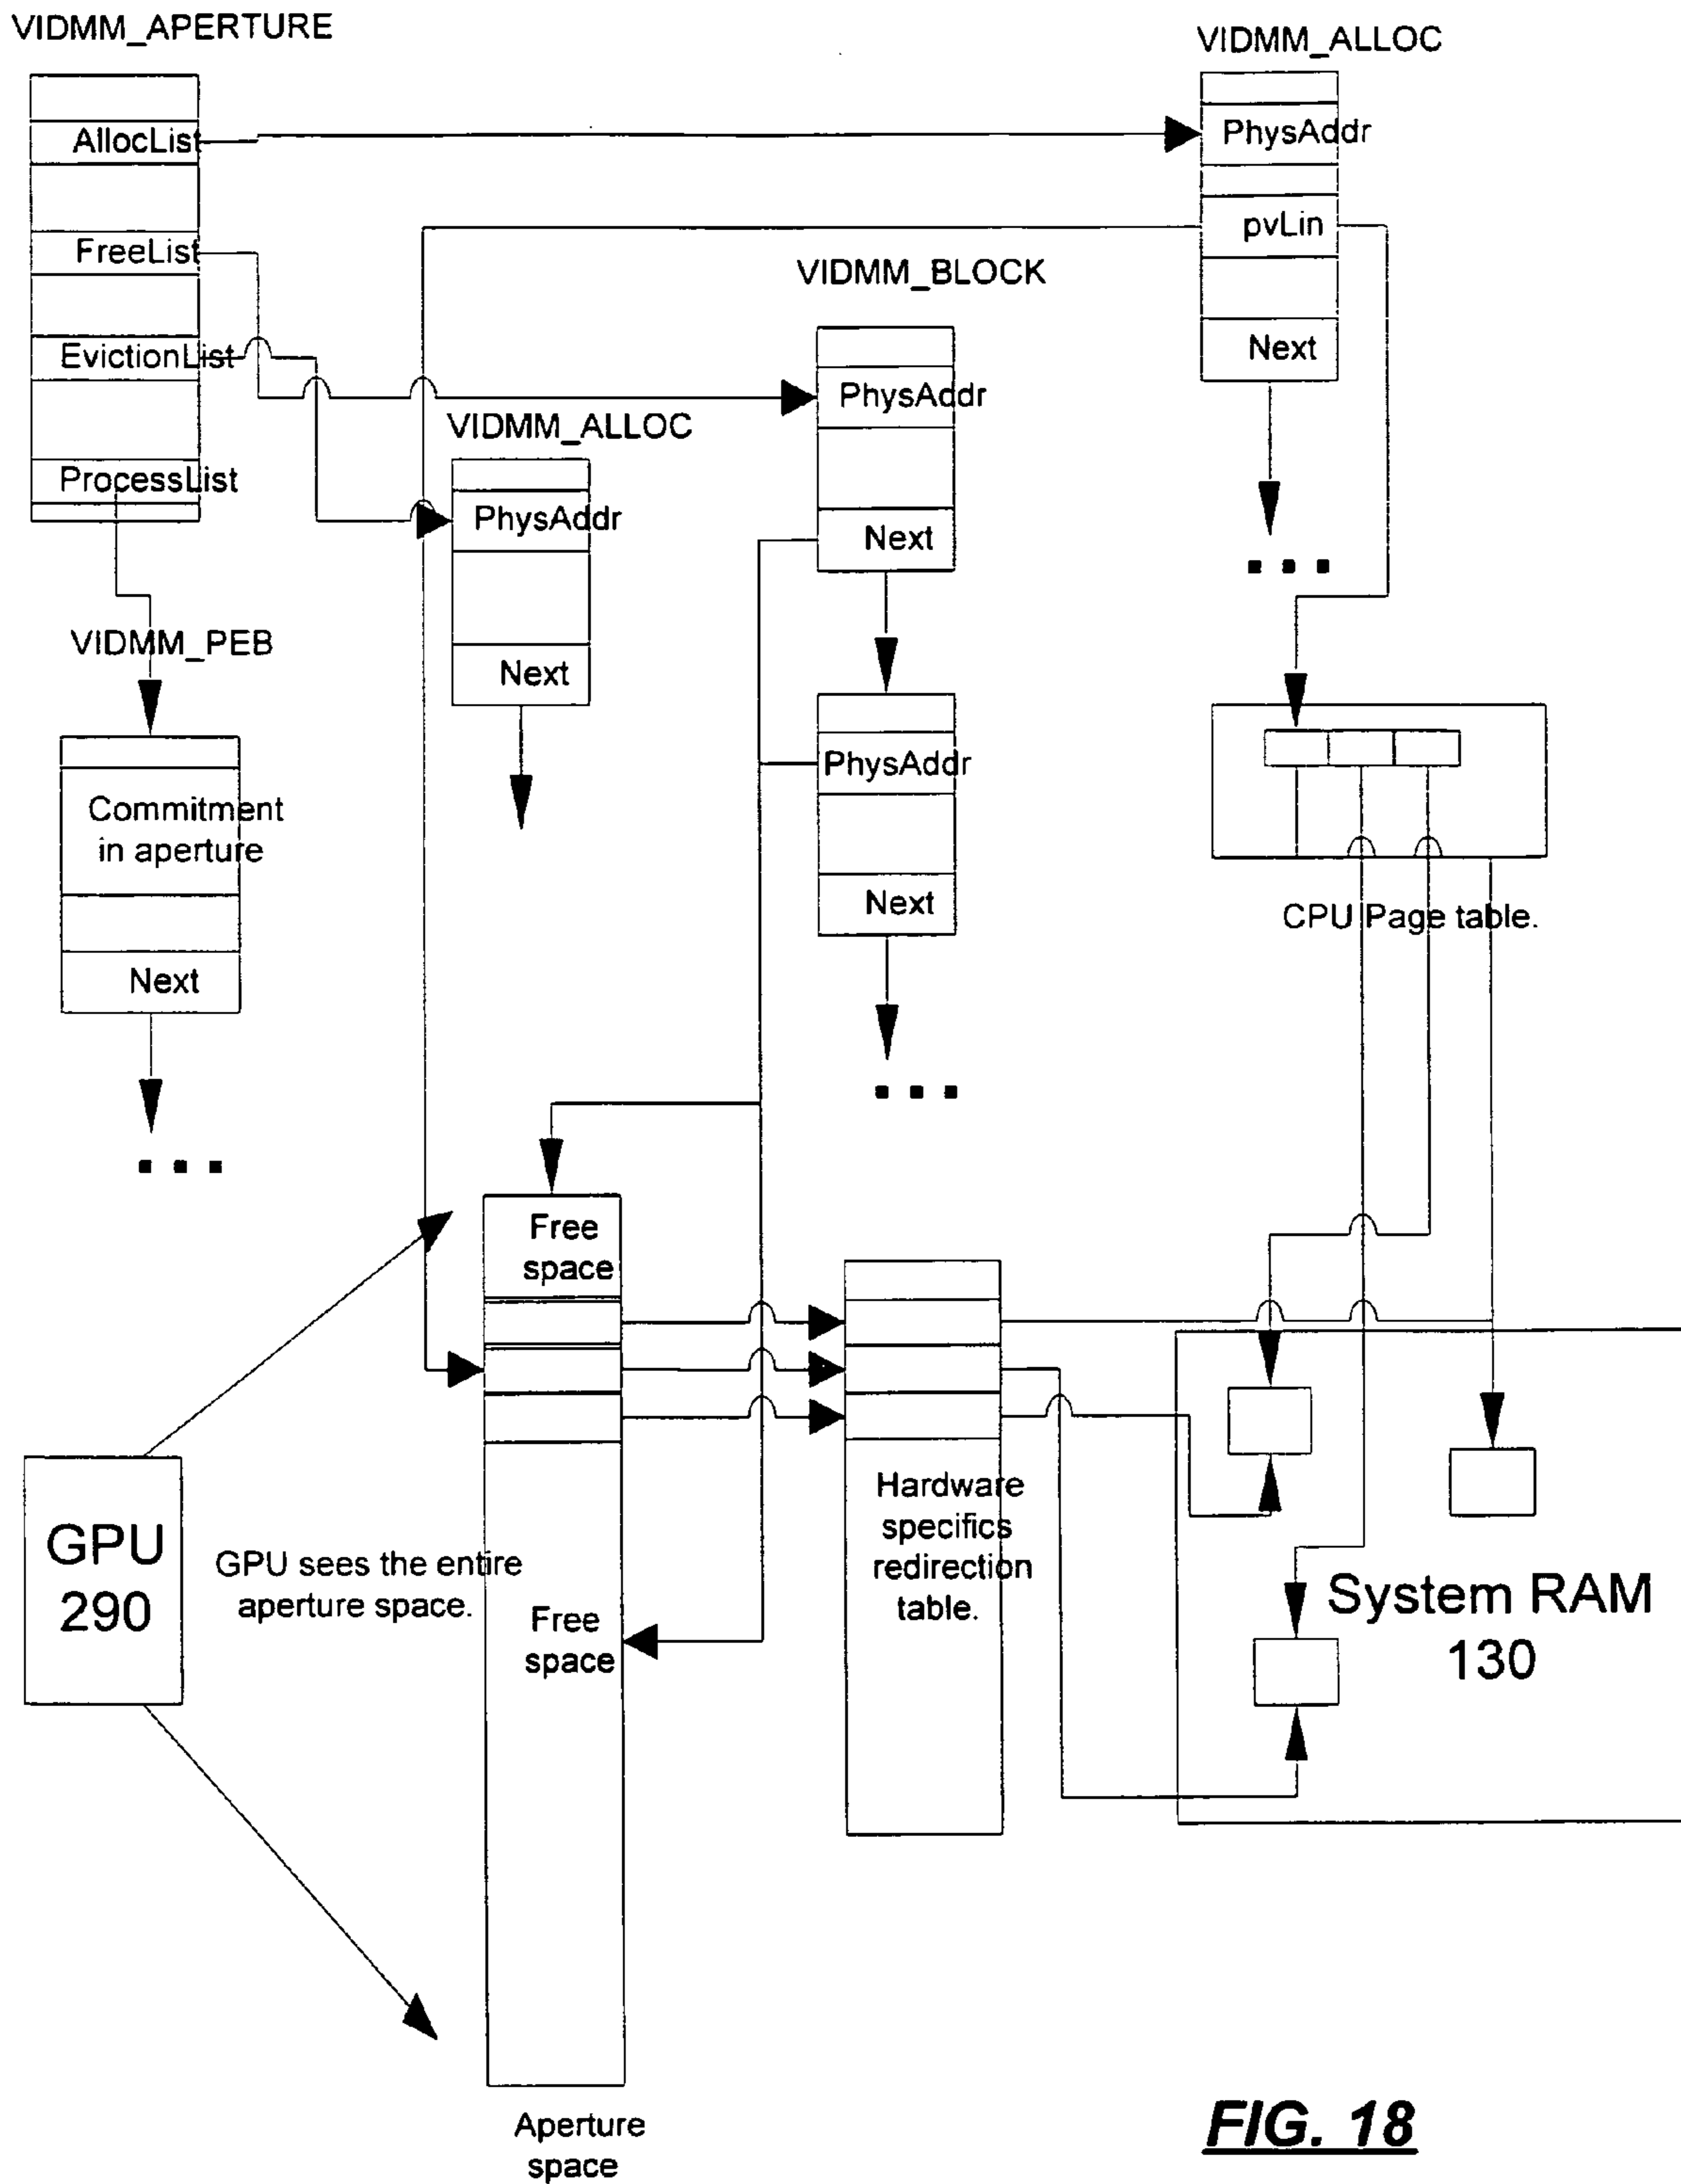 VIDMM_APERTURE
VIDMM_ALLOC
AllocList
PhysAddr
FreeList
pvLin
VIDMM_BLOCK
EvictionList
Next
PhysAddr
VIDMM_ALLOC
ProcessList
PhysAddr
Next
VIDMM_PEB
Next
PhysAddr
Commitment
in aperture
Next
CPU Page table.
Next
Free
space
Hardware
specifics
redirection
table.
GPU
290
GPU sees the entire
aperture space.
Free
space
System RAM
130
Aperture
space
FIG. 18